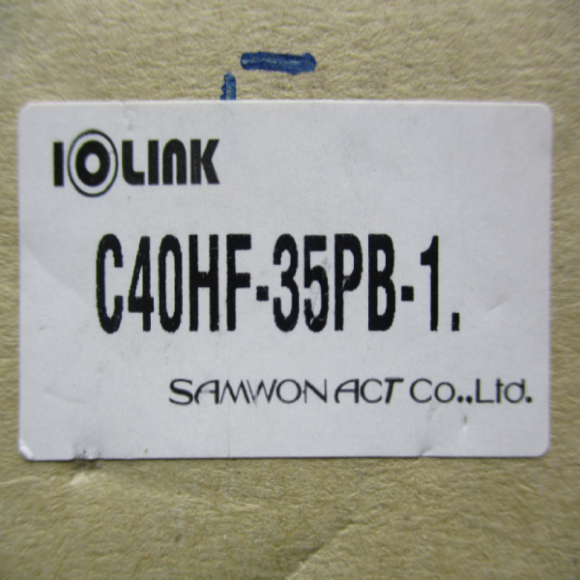 IOLINK
C40HF-35PB-1.
SAMWON ACT Co.,Ltd.